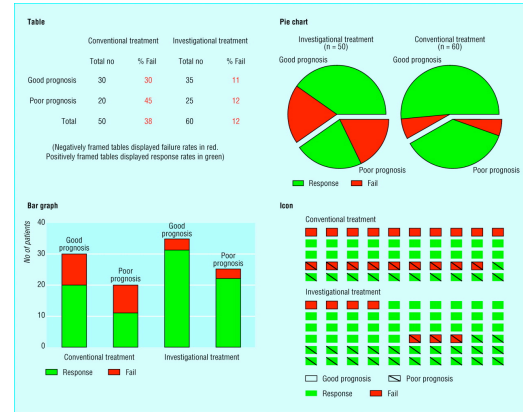 Table
Conventional treatment Investigational treatment
Total no % Fail Total no % Fail
Good prognosis 30 30 35 11
Poor prognosis 20 45 25 12
Total 50 38 60 12
(Negatively framed tables displayed failure rates in red.
Positively framed tables displayed response rates in green)
Pie chart
Investigational treatment
(n = 50)
Conventional treatment
(n = 60)
Good prognosis
Good prognosis
Poor prognosis
Poor prognosis
Response Fail
Bar graph
No of patients
40
30
20
10
0
Good
prognosis
Poor
prognosis
Good
prognosis
Poor
prognosis
Conventional treatment Investigational treatment
Response Fail
Icon
Conventional treatment
Investigational treatment
Good prognosis Poor prognosis
Response Fail